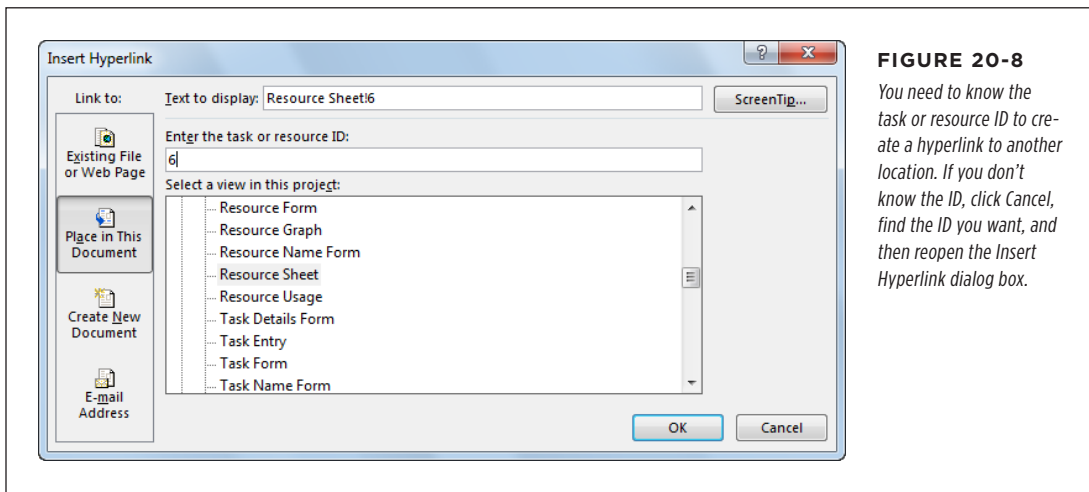 Insert Hyperlink
?
X
Link to:
Text to display: Resource Sheet!6
ScreenTip...
Existing File
or Web Page
Place in This
Document
Create New
Document
E-mail
Address
Enter the task or resource ID:
6
Select a view in this project:
Resource Form
Resource Graph
Resource Name Form
Resource Sheet
Resource Usage
Task Details Form
Task Entry
Task Form
Task Name Form
OK
Cancel
FIGURE 20-8
You need to know the
task or resource ID to cre-
ate a hyperlink to another
location. If you don't
know the ID, click Cancel,
find the ID you want, and
then reopen the Insert
Hyperlink dialog box.